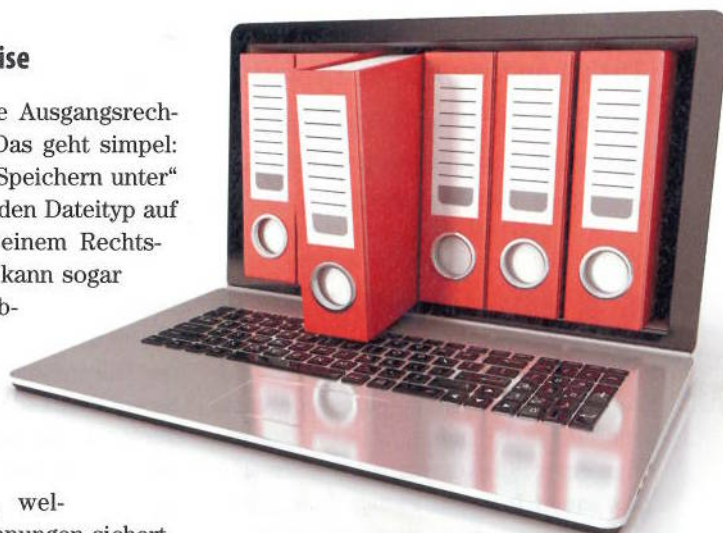 ise
e Ausgangsrech-
Das geht simpel:
Speichern unter“
den Dateityp auf
einem Rechts-
kann sogar
b-
wel-
nungen sichert